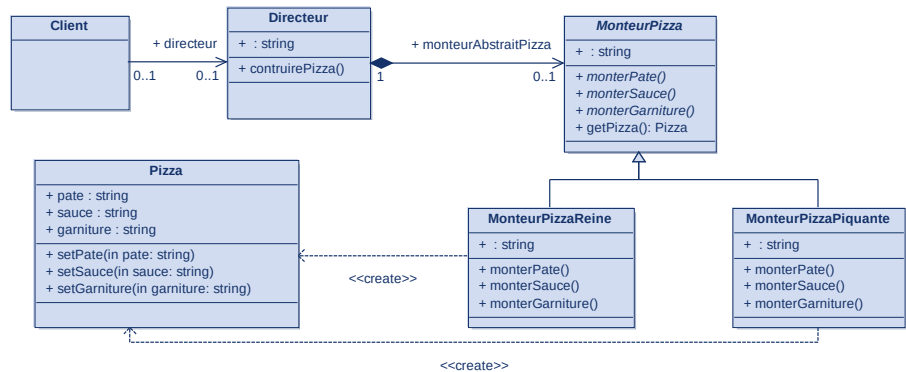 Client
+ directeur
0..1
0..1
Directeur
+  : string
+ contruirePizza()
+ monteurAbstraitPizza
1
0..1
MonteurPizza
+  : string
+ monterPate()
+ monterSauce()
+ monterGarniture()
+ getPizza(): Pizza
Pizza
+ pate : string
+ sauce : string
+ garniture : string
+ setPate(in pate: string)
+ setSauce(in sauce: string)
+ setGarniture(in garniture: string)
<<create>>
MonteurPizzaReine
+  : string
+ monterPate()
+ monterSauce()
+ monterGarniture()
MonteurPizzaPiquante
+  : string
+ monterPate()
+ monterSauce()
+ monterGarniture()
<<create>>